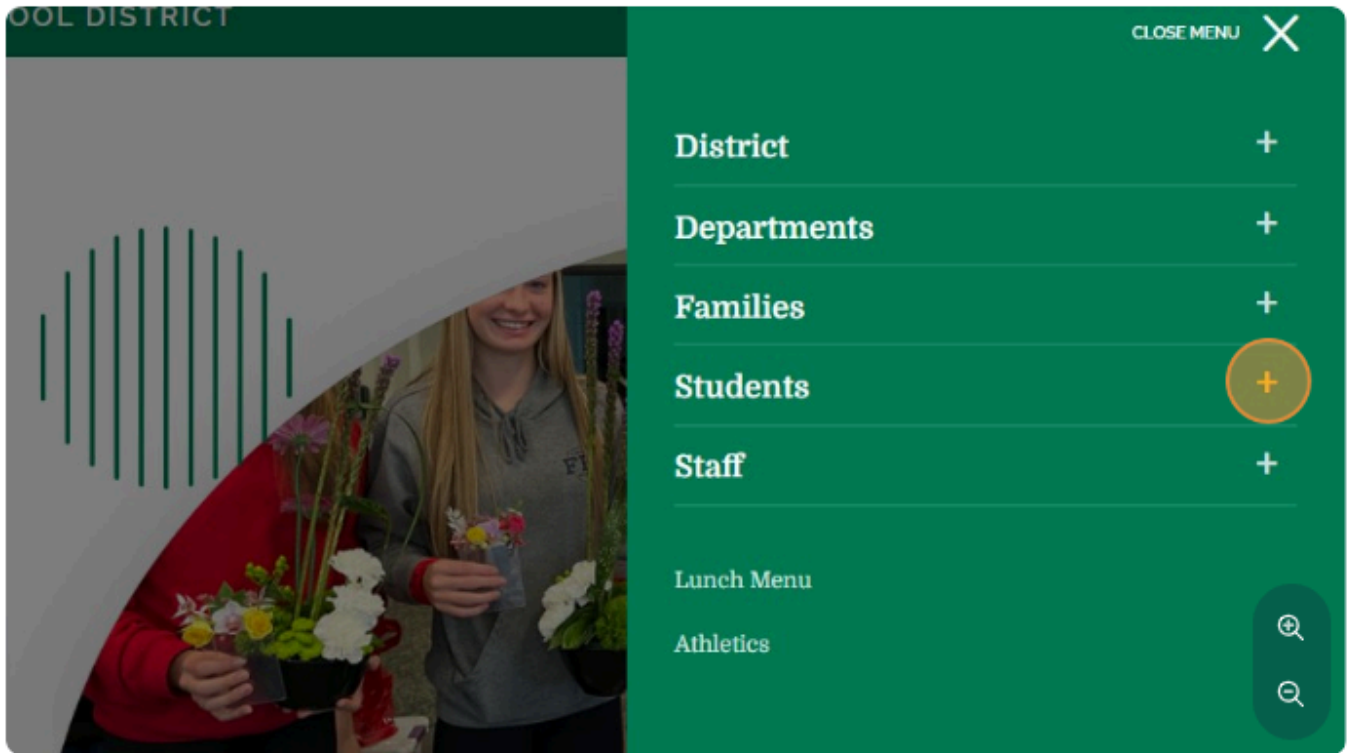 OOL DISTRICT
CLOSE MENU
District
Departments
Families
Students
Staff
Lunch Menu
Athletics